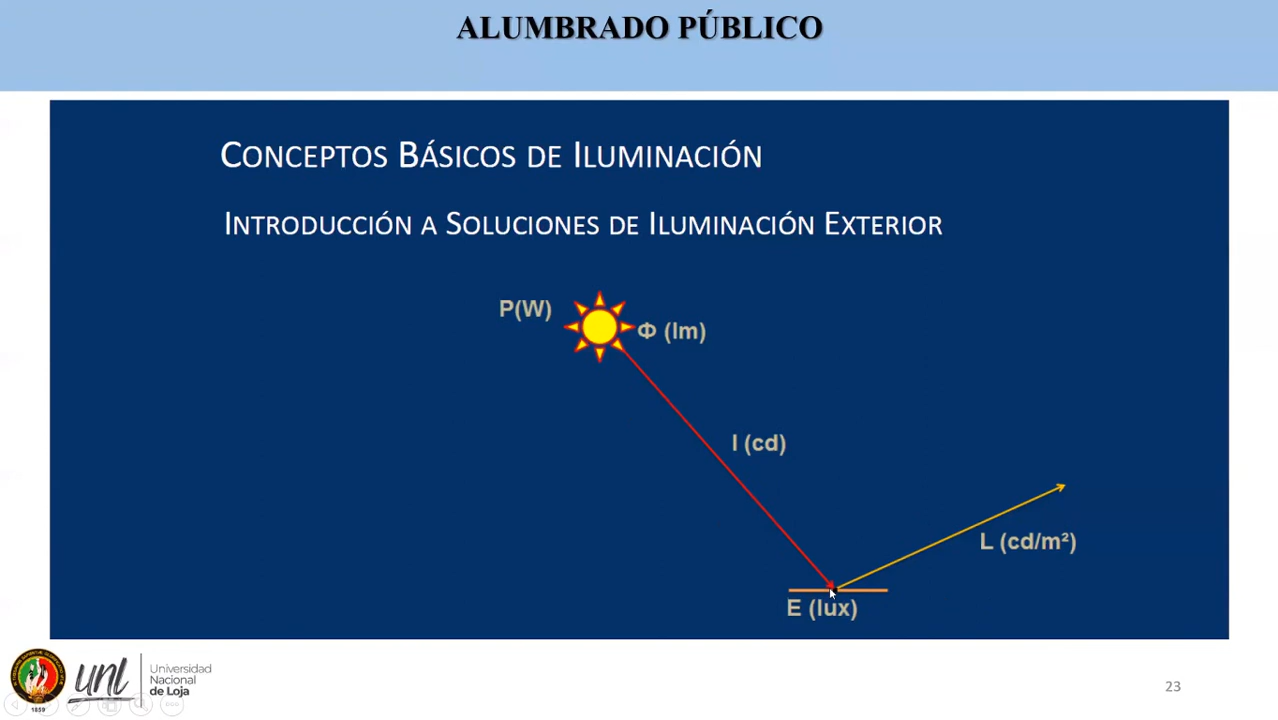 ALUMBRADO PÚBLICO
CONCEPTOS BÁSICOS DE ILUMINACIÓN
INTRODUCCIÓN A SOLUCIONES DE ILUMINACIÓN EXTERIOR
P(W)
Φ (lm)
I (cd)
L (cd/m²)
E (lux)
unl
Universidad
Nacional
de Loja
1859
23